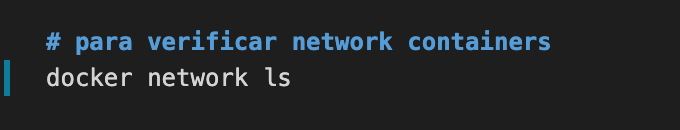 # para verificar network containers
docker network ls